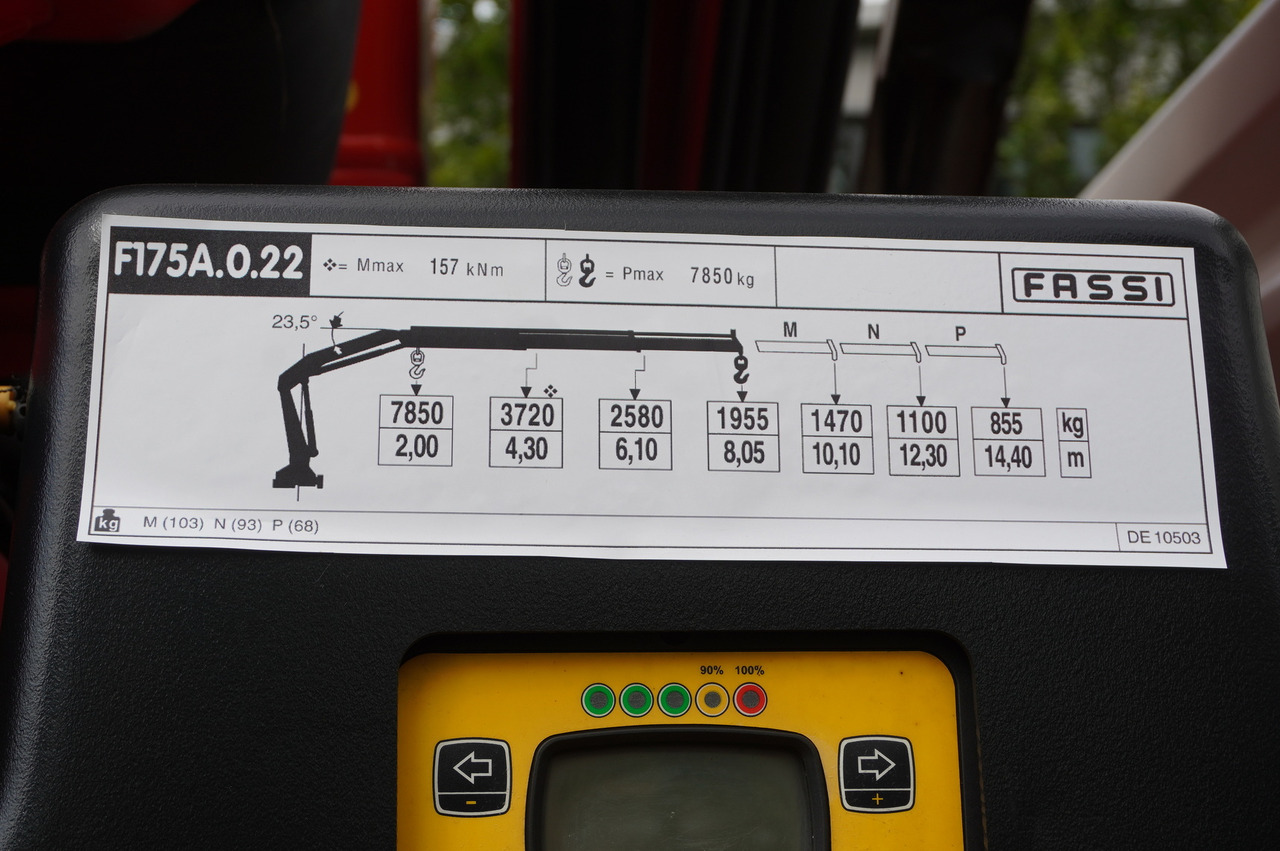 F175A.0.22 ❖= Mmax 157 kNm = Pmax 7850 kg FASSI
23,5° M N P
❖
7850 3720 2580 1955 1470 1100 855 kg
2,00 4,30 6,10 8,05 10,10 12,30 14,40 m
kg M (103) N (93) P (68) DE 10503
90% 100%
- +